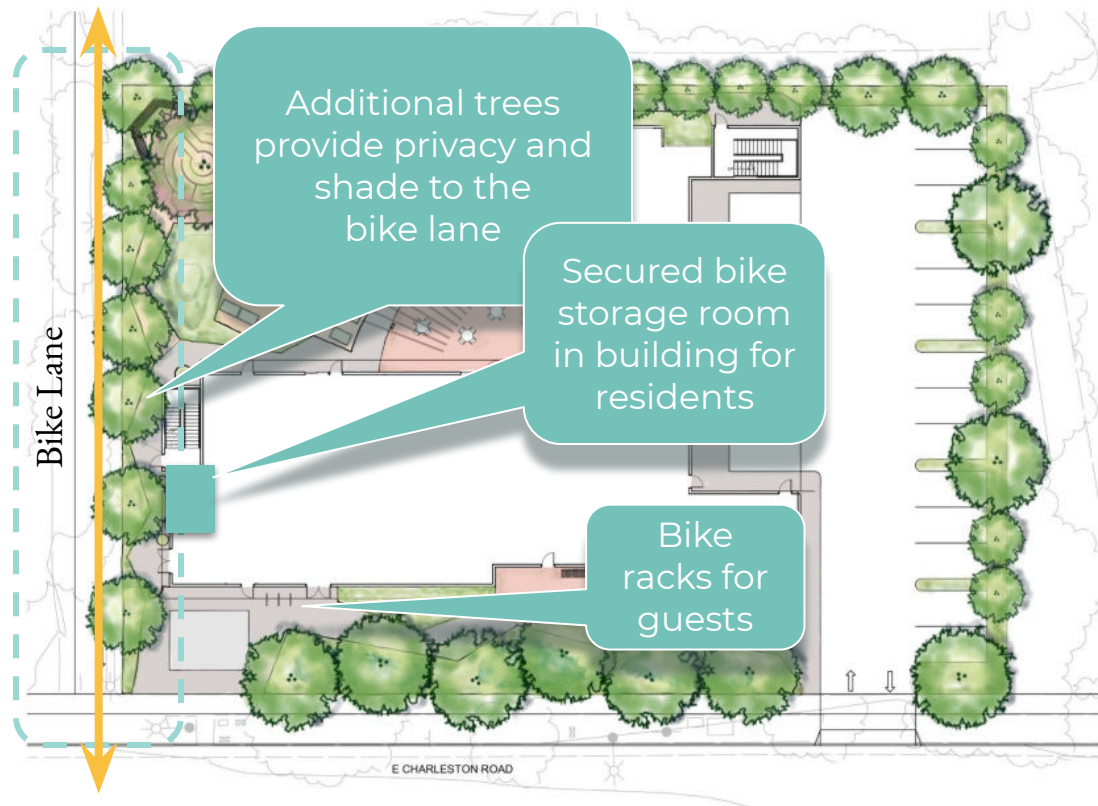 Additional trees
provide privacy and
shade to the
bike lane
Secured bike
storage room
in building for
residents
Bike Lane
Bike
racks for
guests
E CHARLESTON ROAD